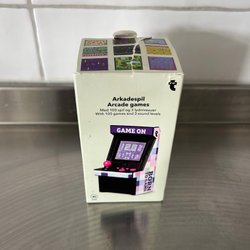 Arkadespil
Arcade games
Med 100 spil og 3 lydniveauer
With 100 games and 3 sound levels
GAME ON